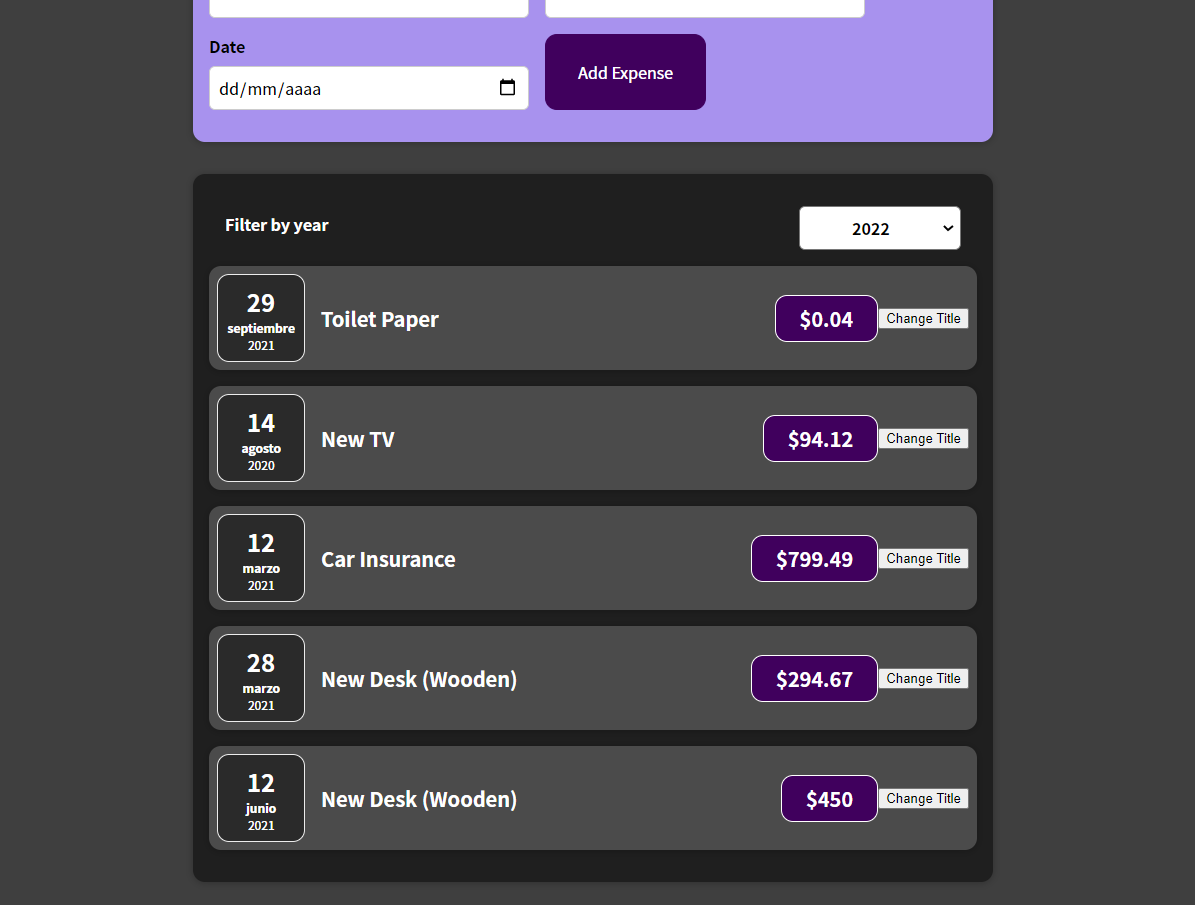 Date
dd/mm/aaaa
Add Expense
Filter by year
2022
29
septiembre
2021
Toilet Paper
$0.04
Change Title
14
agosto
2020
New TV
$94.12
Change Title
12
marzo
2021
Car Insurance
$799.49
Change Title
28
marzo
2021
New Desk (Wooden)
$294.67
Change Title
12
junio
2021
New Desk (Wooden)
$450
Change Title